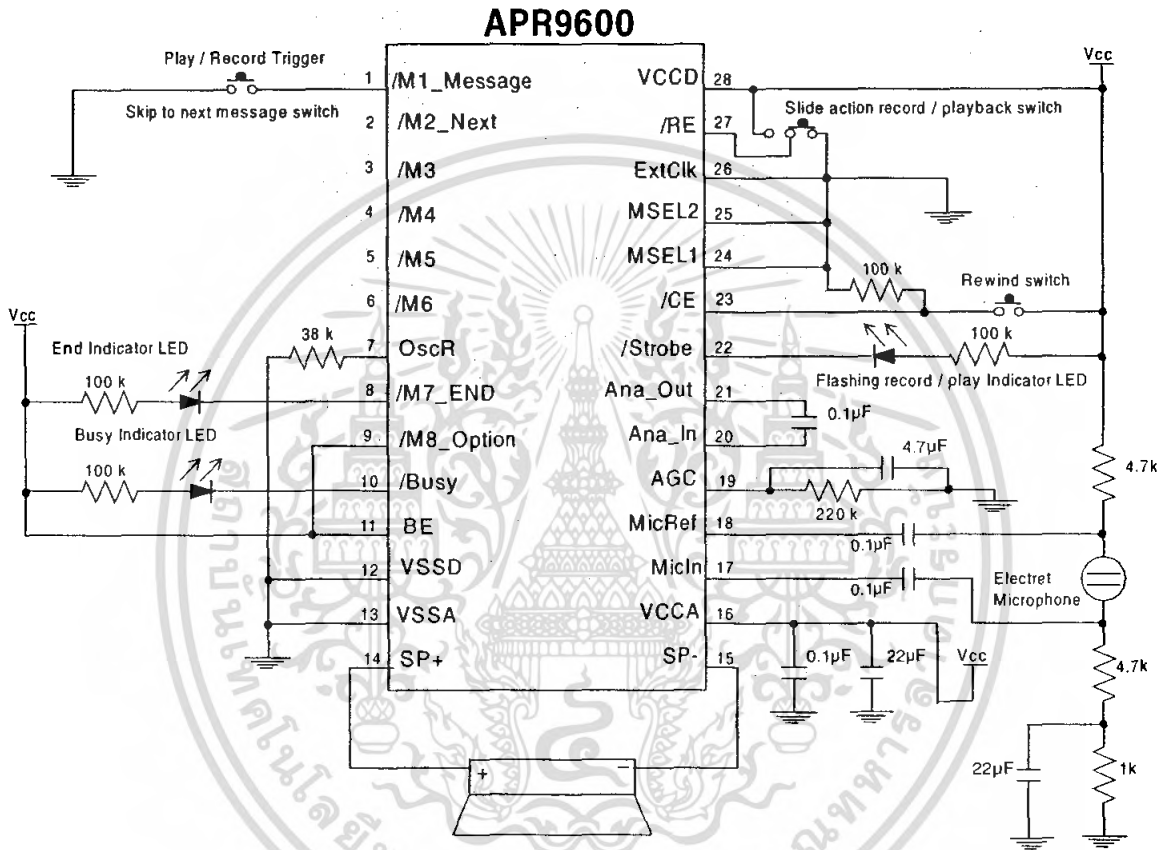 APR9600
Play / Record Trigger
Skip to next message switch
1 /M1_Message
2 /M2_Next
3 /M3
4 /M4
5 /M5
6 /M6
7 OscR
8 /M7_END
9 /M8_Option
10 /Busy
11 BE
12 VSSD
13 VSSA
14 SP+
Vcc
38 k
End Indicator LED
100 k
Busy Indicator LED
100 k
VCCD 28
/RE 27
ExtClk 26
MSEL2 25
MSEL1 24
/CE 23
/Strobe 22
Ana_Out 21
Ana_In 20
AGC 19
MicRef 18
MicIn 17
VCCA 16
SP- 15
Vcc
Slide action record / playback switch
100 k
Rewind switch
100 k
Flashing record / play Indicator LED
0.1µF
4.7µF
220 k
4.7k
0.1µF
0.1µF
Electret
Microphone
0.1µF
22µF
Vcc
4.7k
22µF
1k
+
−